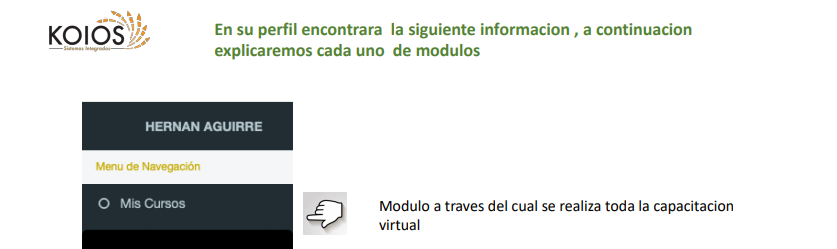 KOIOS
Sistemas Integrados
En su perfil encontrara la siguiente informacion , a continuacion
explicaremos cada uno de modulos
HERNAN AGUIRRE
Menu de Navegación
Mis Cursos
Modulo a traves del cual se realiza toda la capacitacion
virtual